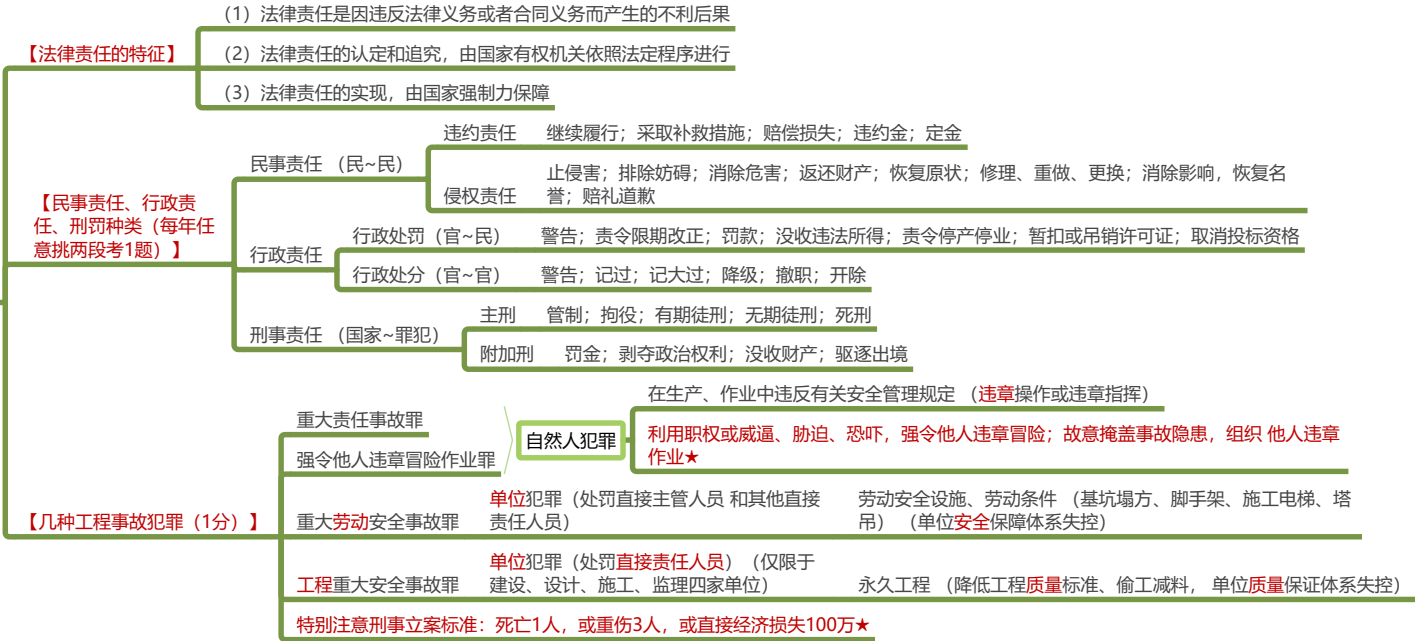 【法律责任的特征】
（1）法律责任是因违反法律义务或者合同义务而产生的不利后果
（2）法律责任的认定和追究，由国家有权机关依照法定程序进行
（3）法律责任的实现，由国家强制力保障
【民事责任、行政责
任、刑罚种类（每年任
意挑两段考1题）】
民事责任 （民~民）
违约责任 继续履行；采取补救措施；赔偿损失；违约金；定金
侵权责任
止侵害；排除妨碍；消除危害；返还财产；恢复原状；修理、重做、更换；消除影响，恢复名
誉；赔礼道歉
行政责任
行政处罚（官~民） 警告；责令限期改正；罚款；没收违法所得；责令停产停业；暂扣或吊销许可证；取消投标资格
行政处分（官~官） 警告；记过；记大过；降级；撤职；开除
刑事责任 （国家~罪犯）
主刑 管制；拘役；有期徒刑；无期徒刑；死刑
附加刑 罚金；剥夺政治权利；没收财产；驱逐出境
【几种工程事故犯罪（1分）】
重大责任事故罪
强令他人违章冒险作业罪
自然人犯罪
在生产、作业中违反有关安全管理规定 （违章操作或违章指挥）
利用职权或威逼、胁迫、恐吓，强令他人违章冒险；故意掩盖事故隐患，组织 他人违章
作业★
重大劳动安全事故罪
单位犯罪（处罚直接主管人员 和其他直接
责任人员）
劳动安全设施、劳动条件 （基坑塌方、脚手架、施工电梯、塔
吊） （单位安全保障体系失控）
工程重大安全事故罪
单位犯罪（处罚直接责任人员）（仅限于
建设、设计、施工、监理四家单位）
永久工程 （降低工程质量标准、偷工减料， 单位质量保证体系失控）
特别注意刑事立案标准：死亡1人，或重伤3人，或直接经济损失100万★